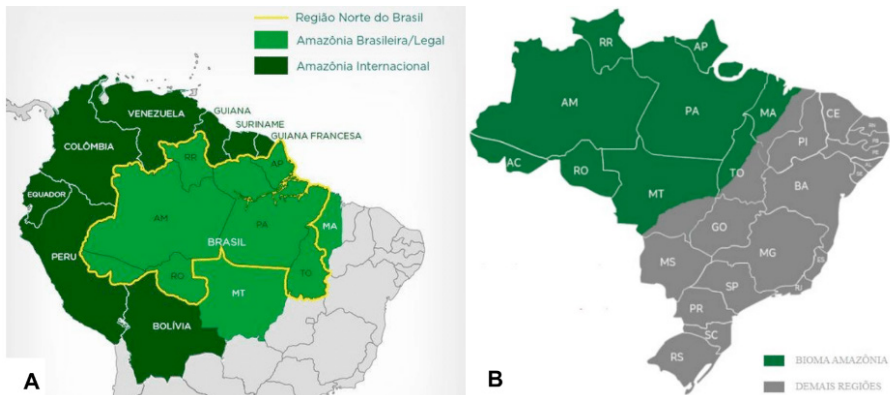 Região Norte do Brasil
Amazônia Brasileira/Legal
Amazônia Internacional
VENEZUELA
GUIANA
SURINAME
GUIANA FRANCESA
COLÔMBIA
RR
AP
EQUADOR
AM
PA
MA
BRASIL
PERU
RO
TO
MT
BOLÍVIA
A
RR
AP
AM
PA
MA
CE
PI
AC
RO
TO
MT
BA
GO
MG
MS
ES
SP
RJ
PR
SC
RS
B
BIOMA AMAZÔNIA
DEMAIS REGIÕES